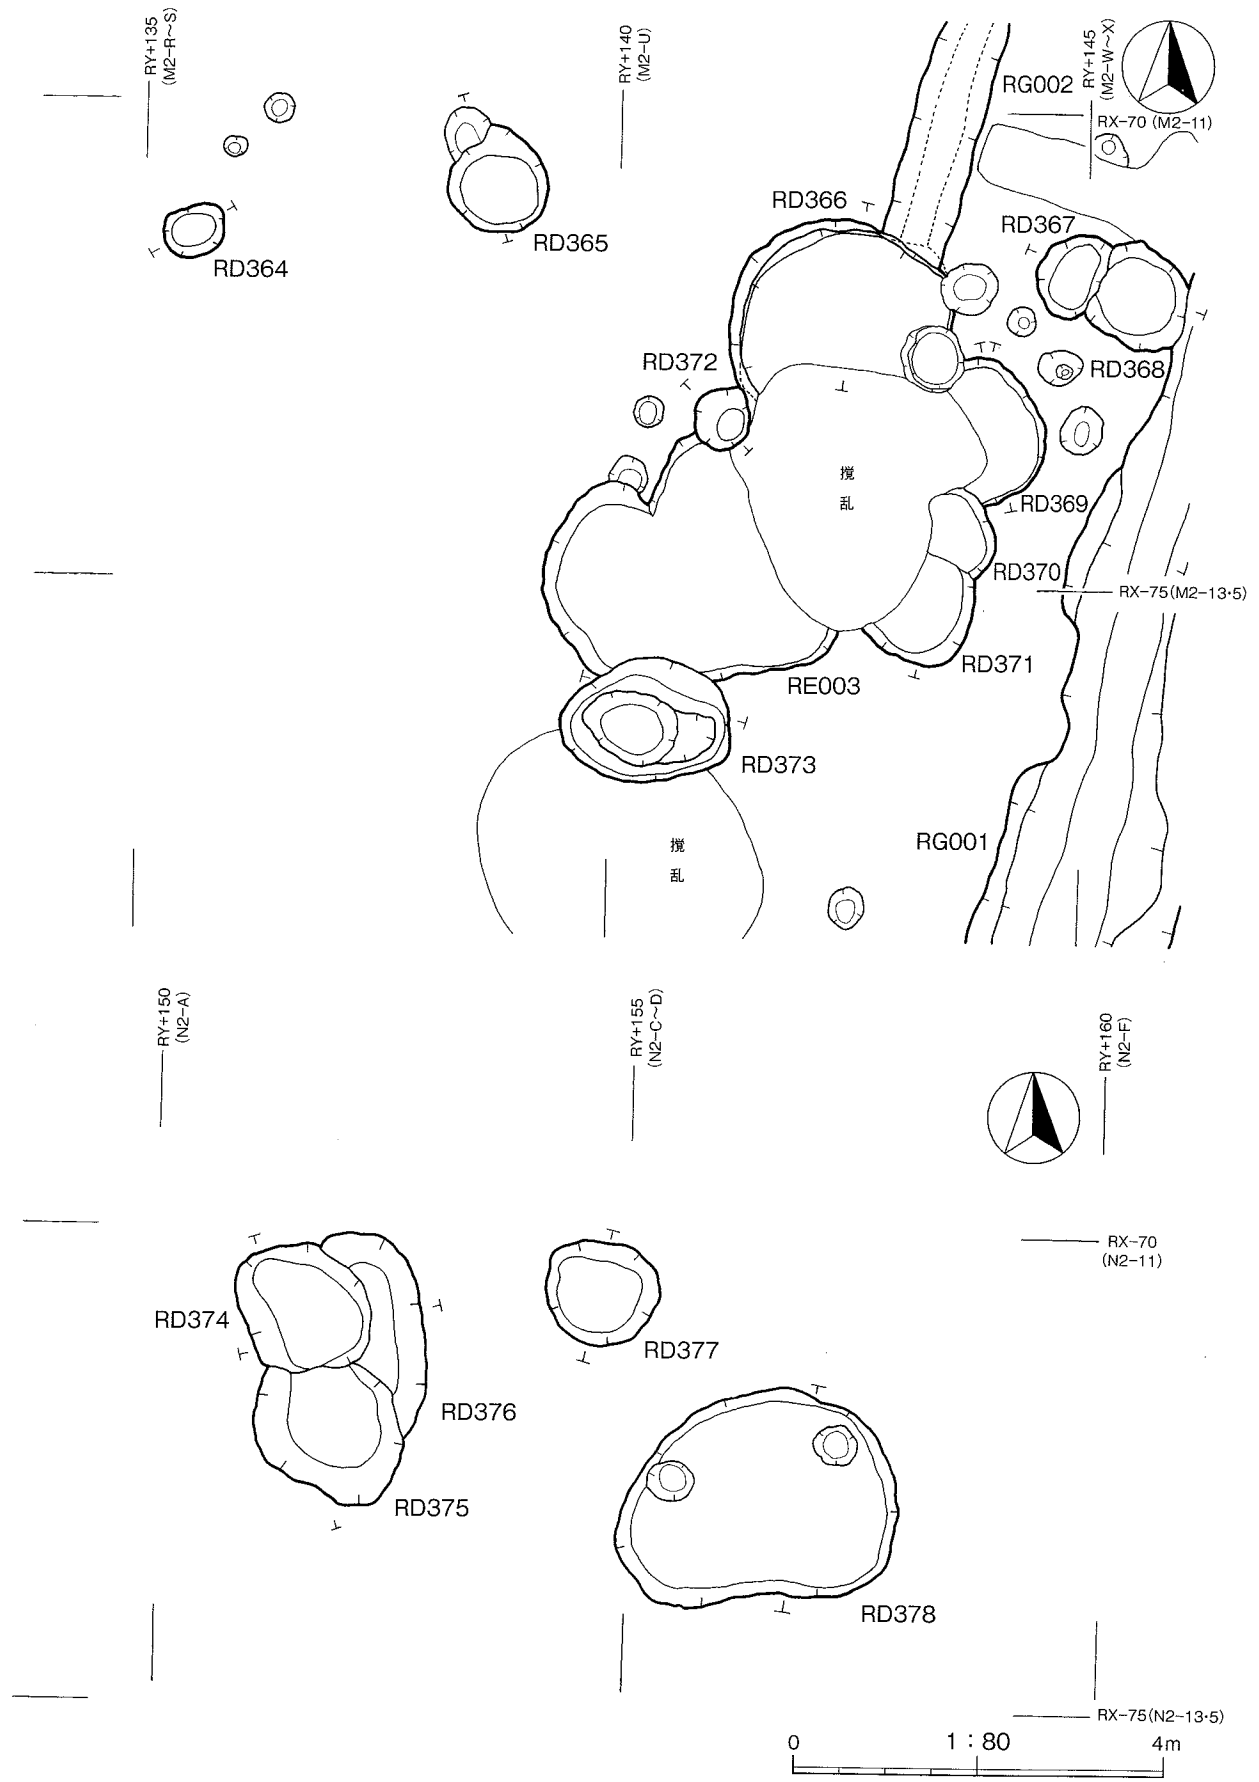 RY+135
(M2-R~S)
RY+140
(M2-U)
RY+145
(M2-W~X)
RG002
RX-70 (M2-11)
RD366
RD367
RD365
RD364
RD372
RD368
撹
乱
RD369
RD370
RX-75(M2-13・5)
RD371
RE003
RD373
RG001
撹
乱
RY+150
(N2-A)
RY+155
(N2-C~D)
RY+160
(N2-F)
RX-70
(N2-11)
RD374
RD377
RD376
RD375
RD378
RX-75(N2-13・5)
0 1:80 4m